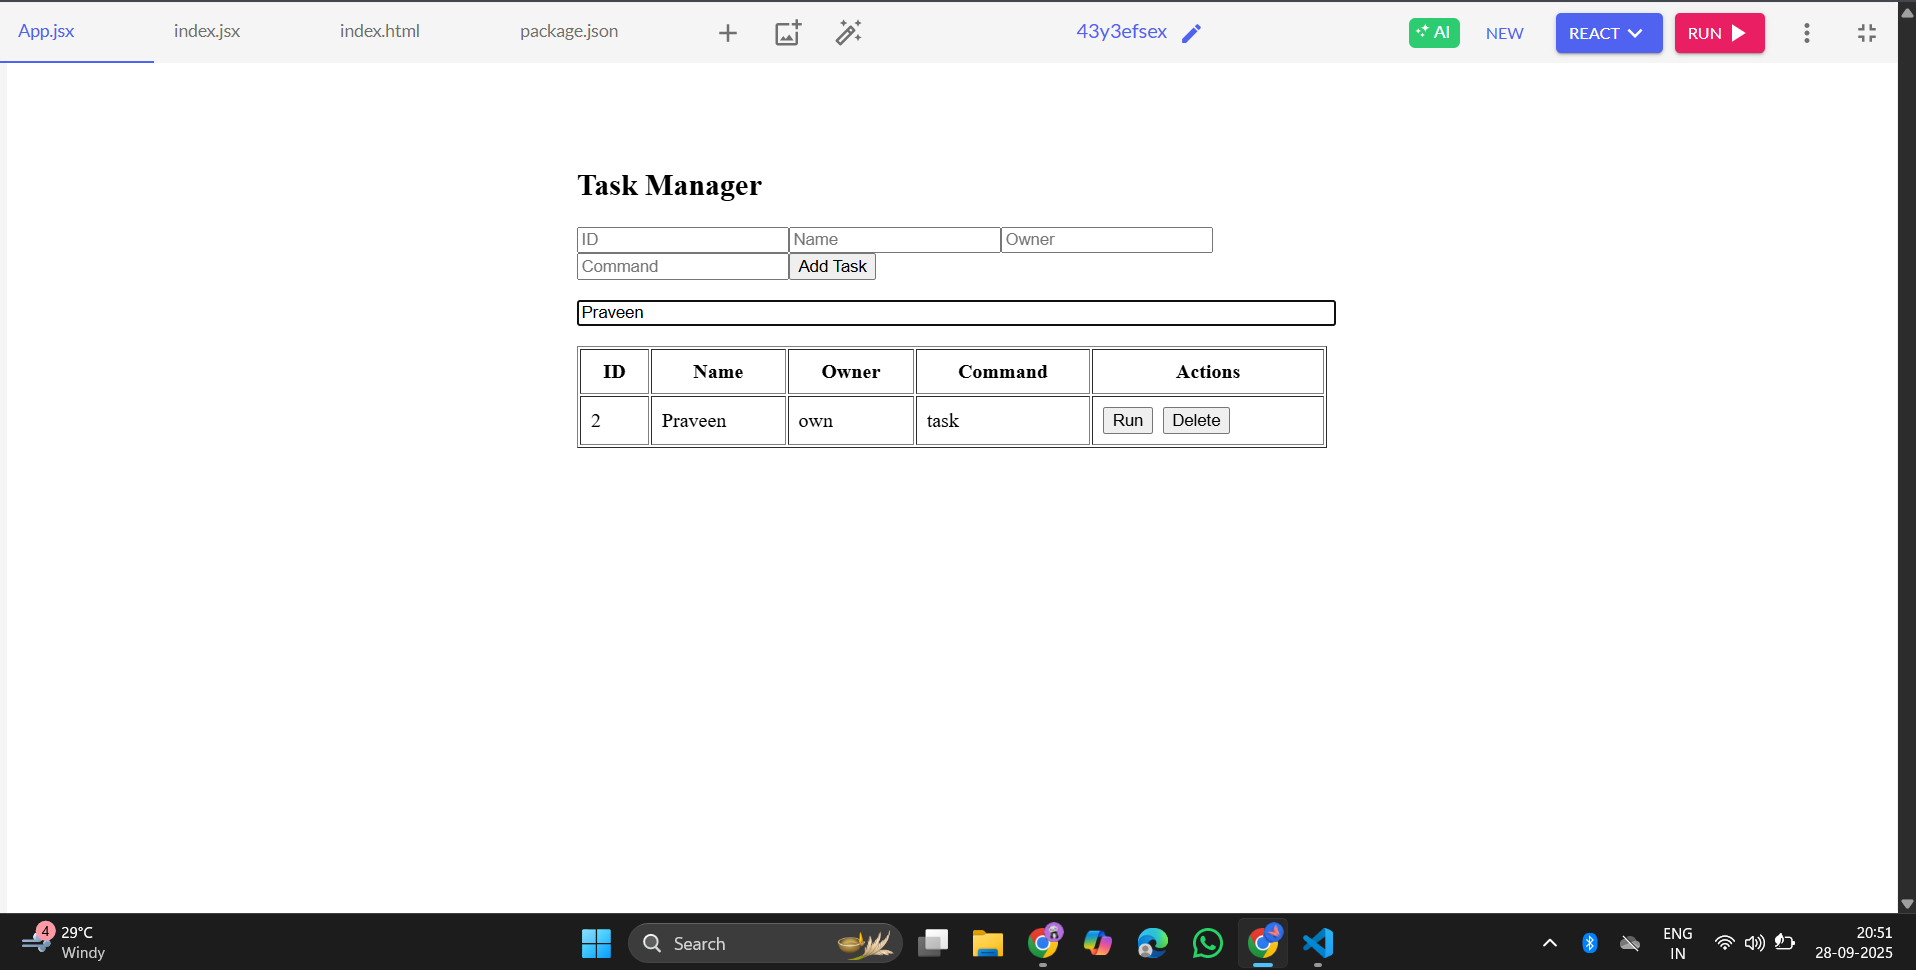 App.jsx index.jsx index.html package.json 43y3efsex AI NEW REACT RUN
Task Manager
ID Name Owner
Command Add Task
Praveen
ID Name Owner Command Actions
2 Praveen own task Run Delete
4 29°C
Windy
Search
ENG
IN
20:51
28-09-2025